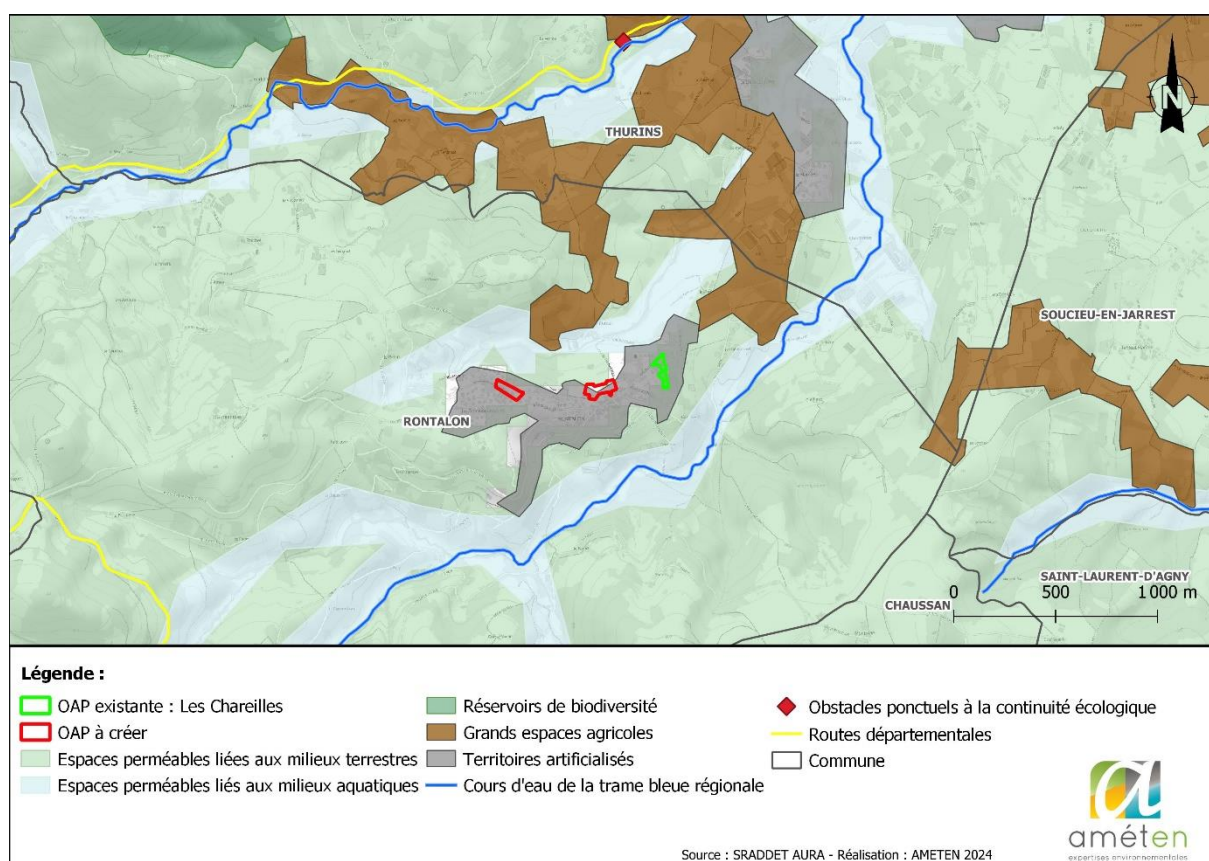 THURINS
N
SOUCIEU-EN-JARREST
RONTALON
SAINT-LAURENT-D'AGNY
CHAUSSAN
0 500 1 000 m
Légende :
OAP existante : Les Chareilles
OAP à créer
Espaces perméables liées aux milieux terrestres
Espaces perméables liés aux milieux aquatiques
Réservoirs de biodiversité
Grands espaces agricoles
Territoires artificialisés
Cours d'eau de la trame bleue régionale
Obstacles ponctuels à la continuité écologique
Routes départementales
Commune
améten
expertises environnementales
Source : SRADDET AURA - Réalisation : AMETEN 2024